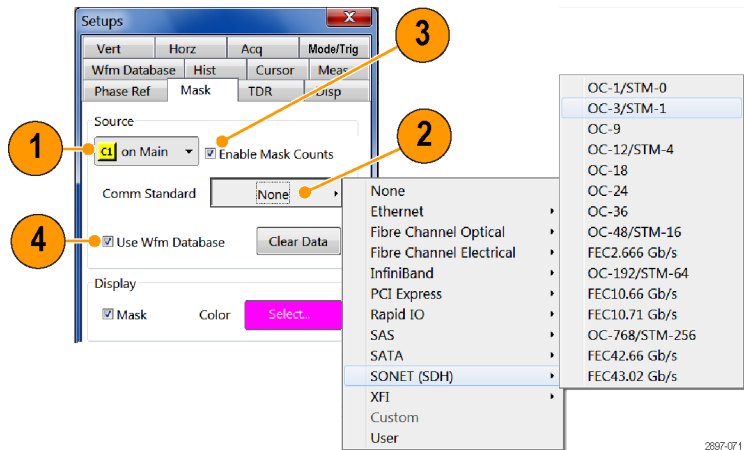 Setups
X
3
Vert Horz Acq Mode/Trig
Wfm Database Hist Cursor Meas
Phase Ref Mask TDR Disp
Source
1
C1 on Main
Enable Mask Counts
2
Comm Standard None
4
Use Wfm Database Clear Data
Display
Mask Color Select...
None
Ethernet
Fibre Channel Optical
Fibre Channel Electrical
InfiniBand
PCI Express
Rapid IO
SAS
SATA
SONET (SDH)
XFI
Custom
User
OC-1/STM-0
OC-3/STM-1
OC-9
OC-12/STM-4
OC-18
OC-24
OC-36
OC-48/STM-16
FEC2.666 Gb/s
OC-192/STM-64
FEC10.66 Gb/s
FEC10.71 Gb/s
OC-768/STM-256
FEC42.66 Gb/s
FEC43.02 Gb/s
2897-071